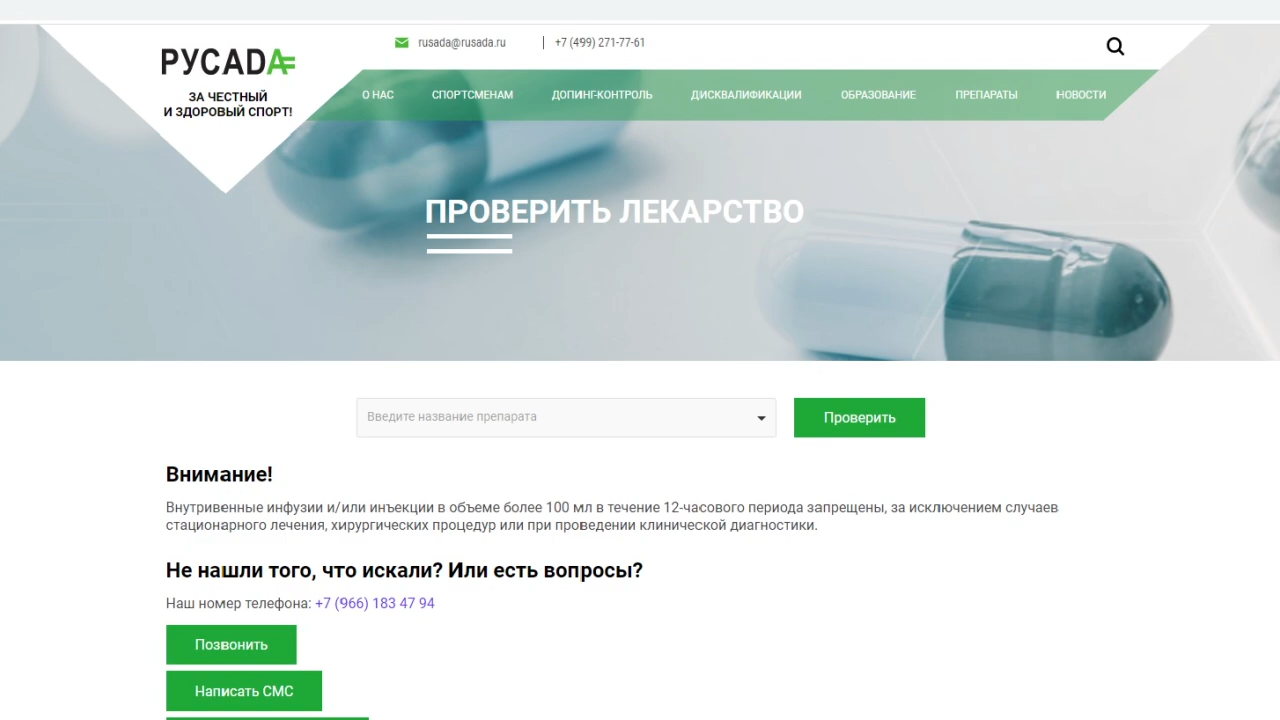 rusada@rusada.ru | +7 (499) 271-77-61
РУСАDA
ЗА ЧЕСТНЫЙ
И ЗДОРОВЫЙ СПОРТ!
О НАС СПОРТСМЕНАМ ДОПИНГ-КОНТРОЛЬ ДИСКВАЛИФИКАЦИИ ОБРАЗОВАНИЕ ПРЕПАРАТЫ НОВОСТИ
ПРОВЕРИТЬ ЛЕКАРСТВО
Введите название препарата Проверить
Внимание!
Внутривенные инфузии и/или инъекции в объеме более 100 мл в течение 12-часового периода запрещены, за исключением случаев
стационарного лечения, хирургических процедур или при проведении клинической диагностики.
Не нашли того, что искали? Или есть вопросы?
Наш номер телефона: +7 (966) 183 47 94
Позвонить
Написать СМС